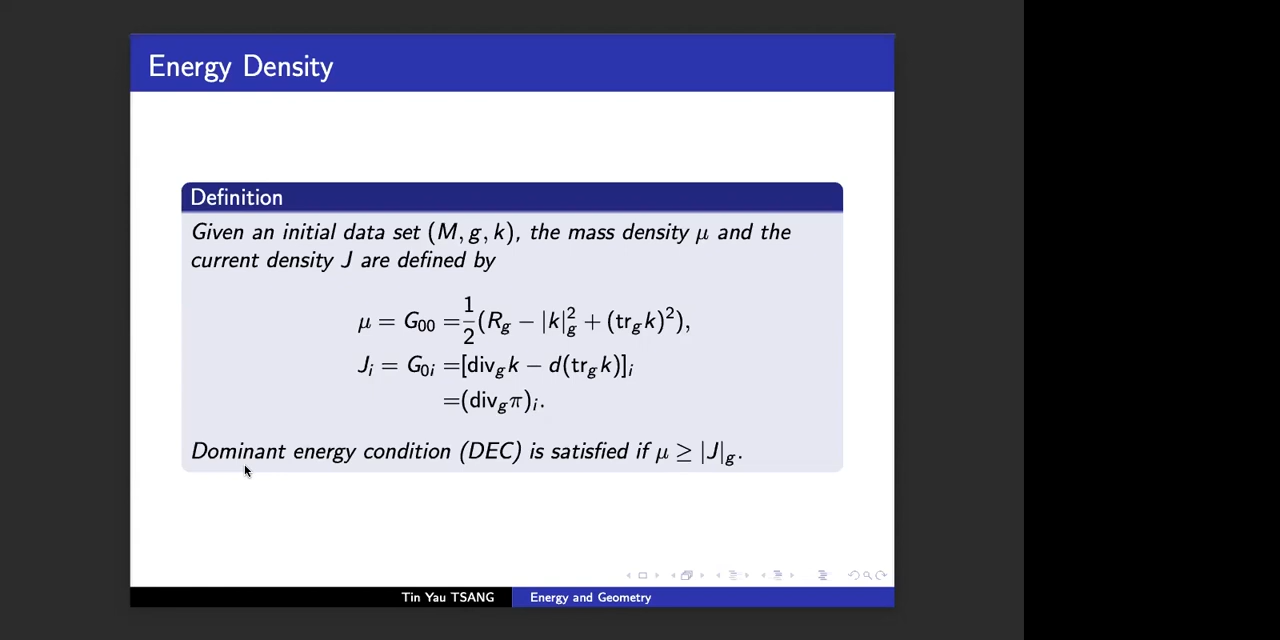 Energy Density
Definition
Given an initial data set (M, g, k), the mass density μ and the
current density J are defined by
μ = G₀₀ = 1/2 (R_g − |k|²_g + (tr_g k)²),
J_i = G₀ᵢ = [div_g k − d(tr_g k)]_i
= (div_g π)_i.
Dominant energy condition (DEC) is satisfied if μ ≥ |J|_g.
Tin Yau TSANG
Energy and Geometry